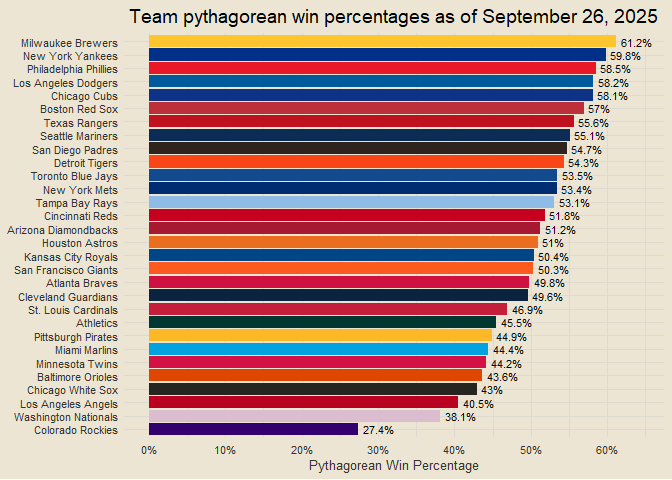 Team pythagorean win percentages as of September 26, 2025
Milwaukee Brewers 61.2%
New York Yankees 59.8%
Philadelphia Phillies 58.5%
Los Angeles Dodgers 58.2%
Chicago Cubs 58.1%
Boston Red Sox 57%
Texas Rangers 55.6%
Seattle Mariners 55.1%
San Diego Padres 54.7%
Detroit Tigers 54.3%
Toronto Blue Jays 53.5%
New York Mets 53.4%
Tampa Bay Rays 53.1%
Cincinnati Reds 51.8%
Arizona Diamondbacks 51.2%
Houston Astros 51%
Kansas City Royals 50.4%
San Francisco Giants 50.3%
Atlanta Braves 49.8%
Cleveland Guardians 49.6%
St. Louis Cardinals 46.9%
Athletics 45.5%
Pittsburgh Pirates 44.9%
Miami Marlins 44.4%
Minnesota Twins 44.2%
Baltimore Orioles 43.6%
Chicago White Sox 43%
Los Angeles Angels 40.5%
Washington Nationals 38.1%
Colorado Rockies 27.4%
0% 10% 20% 30% 40% 50% 60%
Pythagorean Win Percentage